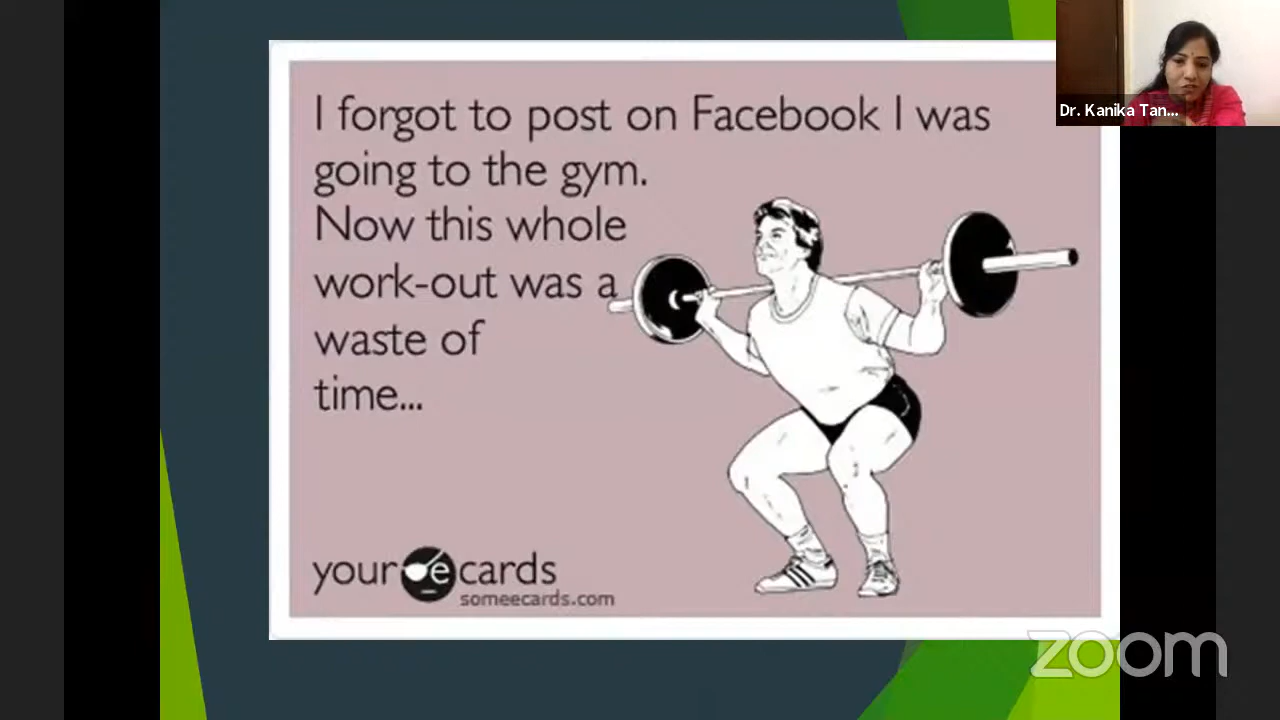 I forgot to post on Facebook I was
going to the gym.
Now this whole
work-out was a
waste of
time...
your e cards
someecards.com
Dr. Kanika Tan...
zoom